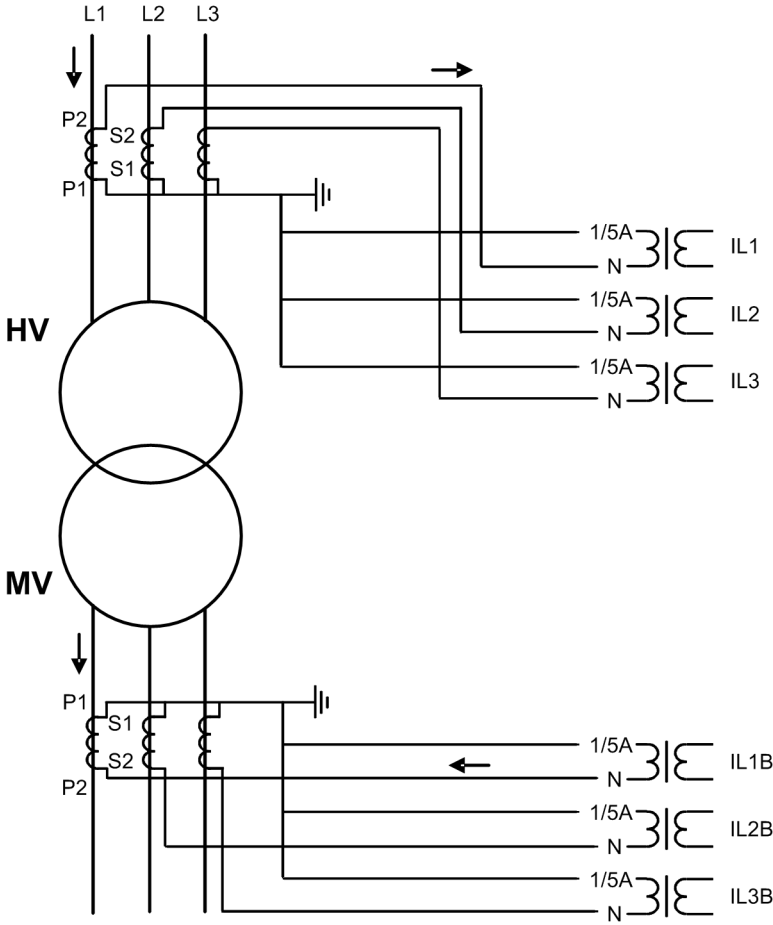 L1 L2 L3
P2
S2
S1
P1
1/5A
IL1
N
1/5A
IL2
N
HV
1/5A
IL3
N
MV
P1
S1
1/5A
IL1B
S2
N
P2
1/5A
IL2B
N
1/5A
IL3B
N